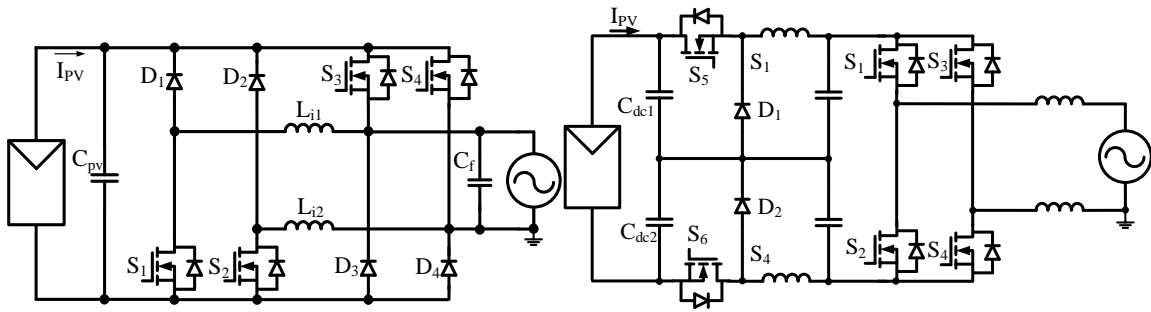 I_PV
D_1
D_2
S_3
S_4
L_i1
C_pv
C_f
L_i2
S_1
S_2
D_3
D_4
I_PV
S_5
S_1
S_1
S_3
C_dc1
D_1
D_2
C_dc2
S_6
S_4
S_2
S_4